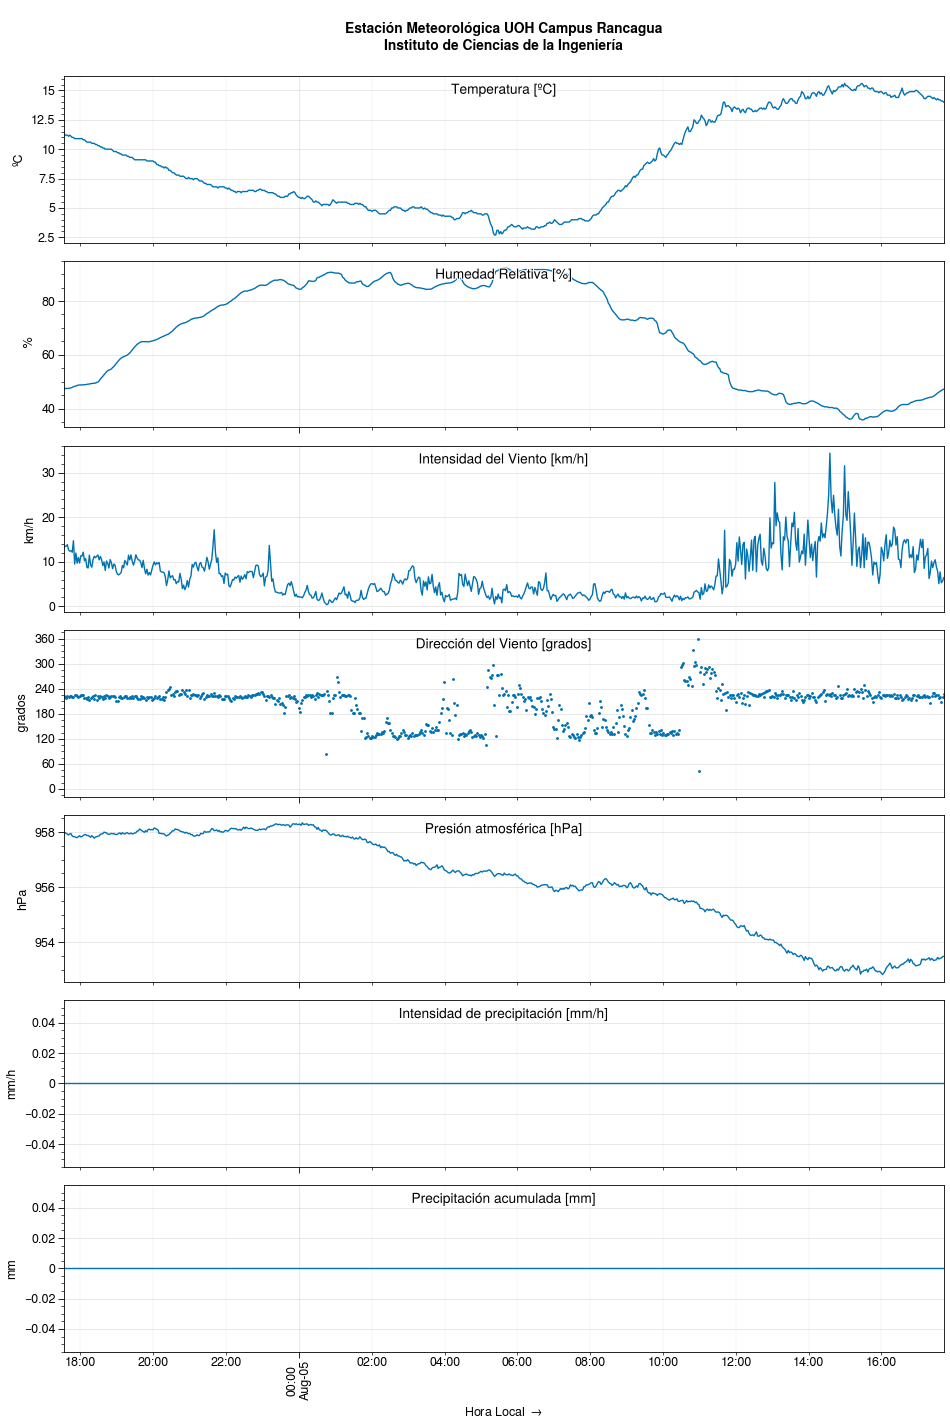 Estación Meteorológica UOH Campus Rancagua
Instituto de Ciencias de la Ingeniería
Temperatura [ºC]
15
12.5
10
7.5
5
2.5
ºC
Humedad Relativa [%]
80
60
40
%
Intensidad del Viento [km/h]
30
20
10
0
km/h
Dirección del Viento [grados]
360
300
240
180
120
60
0
grados
Presión atmosférica [hPa]
958
956
954
hPa
Intensidad de precipitación [mm/h]
0.04
0.02
0
−0.02
−0.04
mm/h
Precipitación acumulada [mm]
0.04
0.02
0
−0.02
−0.04
mm
18:00 20:00 22:00 00:00 02:00 04:00 06:00 08:00 10:00 12:00 14:00 16:00
Aug-05
Hora Local →